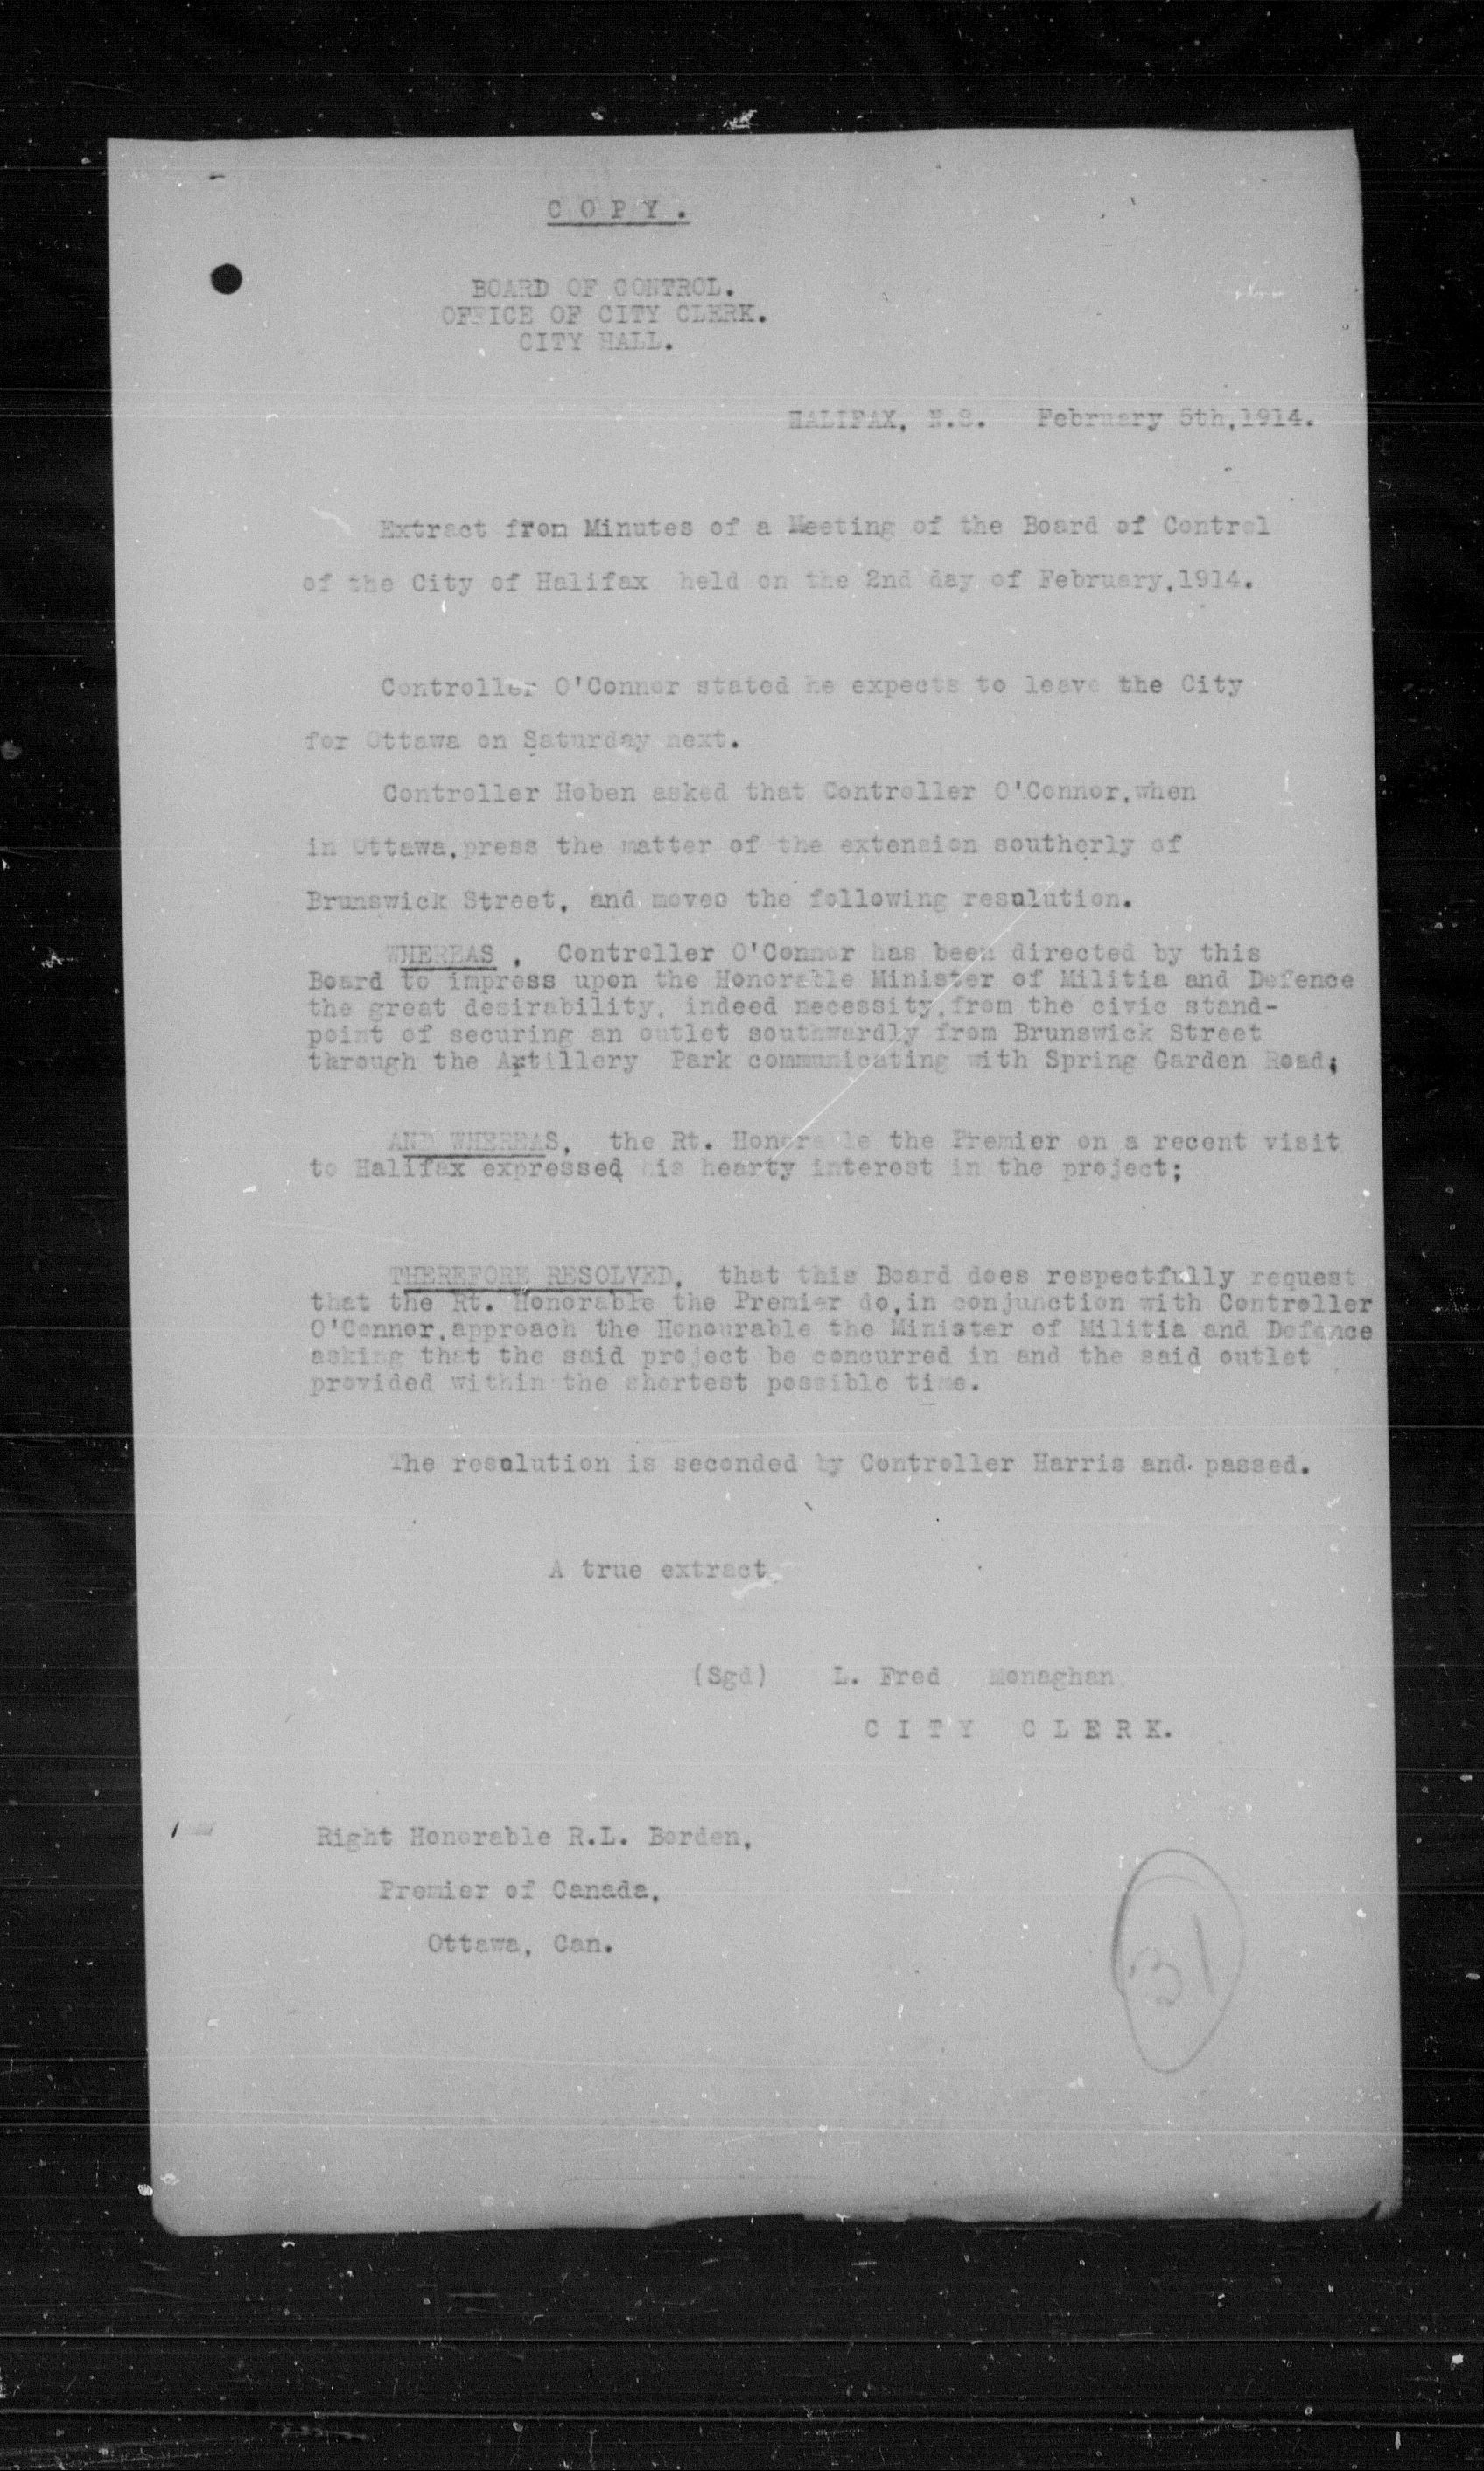 COPY.
BOARD OF CONTROL.
OFFICE OF CITY CLERK.
CITY HALL.
HALIFAX, N.S. February 5th,1914.
Extract from Minutes of a Meeting of the Board of Control
of the City of Halifax held on the 2nd day of February,1914.
Controller O'Connor stated he expects to leave the City
for Ottawa on Saturday next.
Controller Hoben asked that Controller O'Connor,when
in Ottawa,press the matter of the extension southerly of
Brunswick Street, and moved the following resolution.
WHEREAS, Controller O'Connor has been directed by this
Board to impress upon the Honorable Minister of Militia and Defence
the great desirability, indeed necessity,from the civic stand-
point of securing an outlet southwardly from Brunswick Street
through the Artillery Park communicating with Spring Garden Road;
AND WHEREAS, the Rt. Honorable the Premier on a recent visit
to Halifax expressed his hearty interest in the project;
THEREFORE RESOLVED, that this Board does respectfully request
that the Rt. Honorable the Premier do,in conjunction with Controller
O'Connor,approach the Honourable the Minister of Militia and Defence
asking that the said project be concurred in and the said outlet
provided within the shortest possible time.
The resolution is seconded by Controller Harris and passed.
A true extract
(Sgd) L. Fred Monaghan
CITY CLERK.
Right Honorable R.L. Borden,
Premier of Canada,
Ottawa, Can.
31